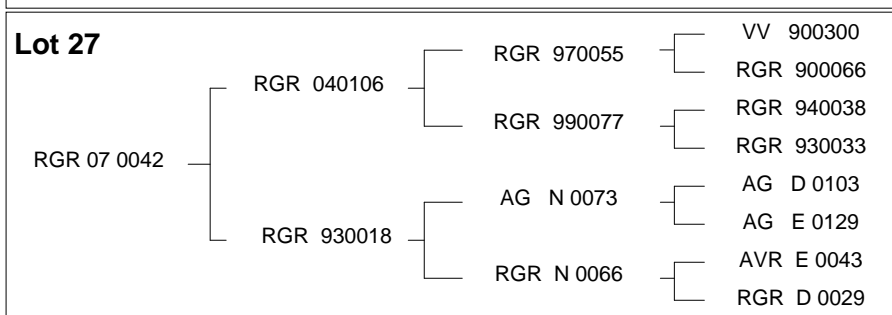 Lot 27
VV 900300
RGR 970055
RGR 900066
RGR 040106
RGR 940038
RGR 990077
RGR 930033
RGR 07 0042
AG D 0103
AG N 0073
AG E 0129
RGR 930018
AVR E 0043
RGR N 0066
RGR D 0029